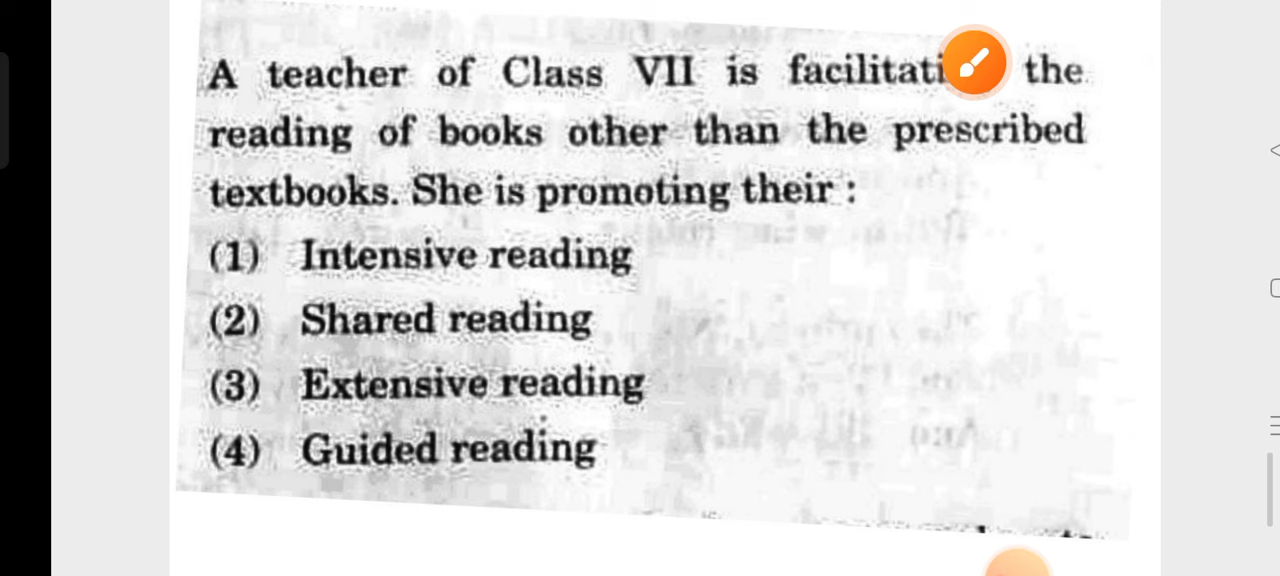 A teacher of Class VII is facilitati the
reading of books other than the prescribed
textbooks. She is promoting their :
(1) Intensive reading
(2) Shared reading
(3) Extensive reading
(4) Guided reading